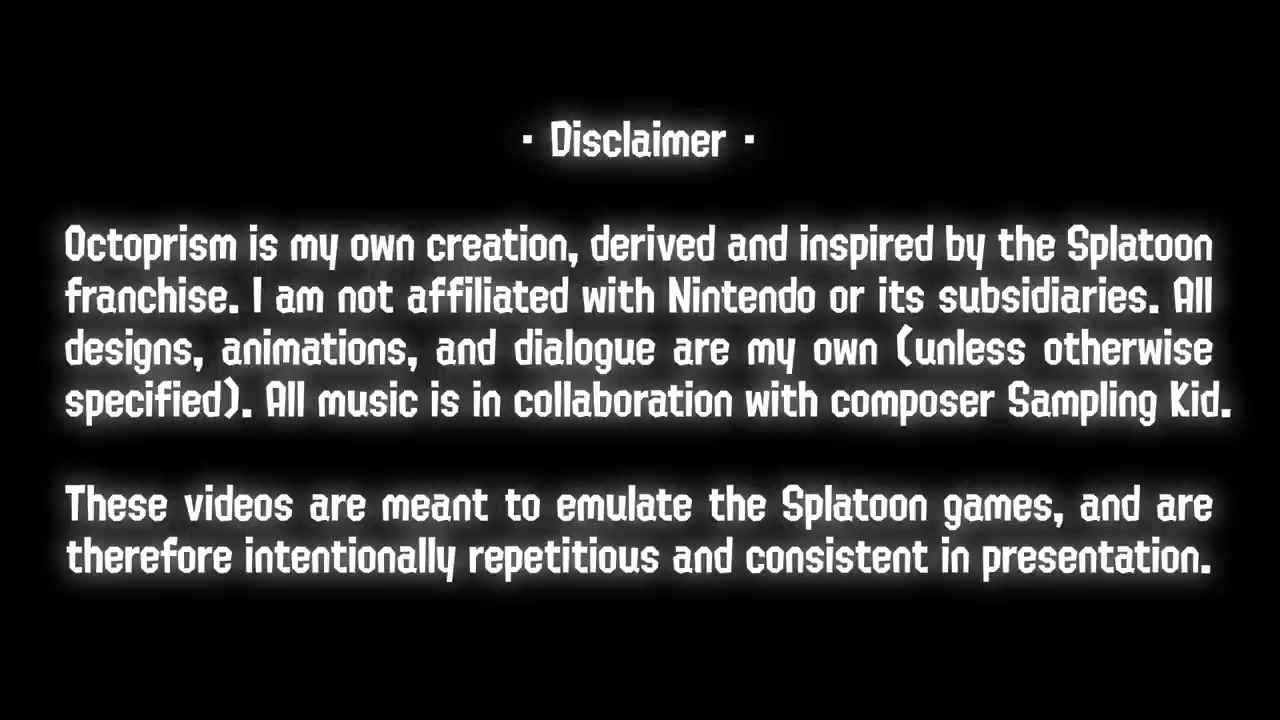 · Disclaimer ·
Octoprism is my own creation, derived and inspired by the Splatoon
franchise. I am not affiliated with Nintendo or its subsidiaries. All
designs, animations, and dialogue are my own (unless otherwise
specified). All music is in collaboration with composer Sampling Kid.
These videos are meant to emulate the Splatoon games, and are
therefore intentionally repetitious and consistent in presentation.